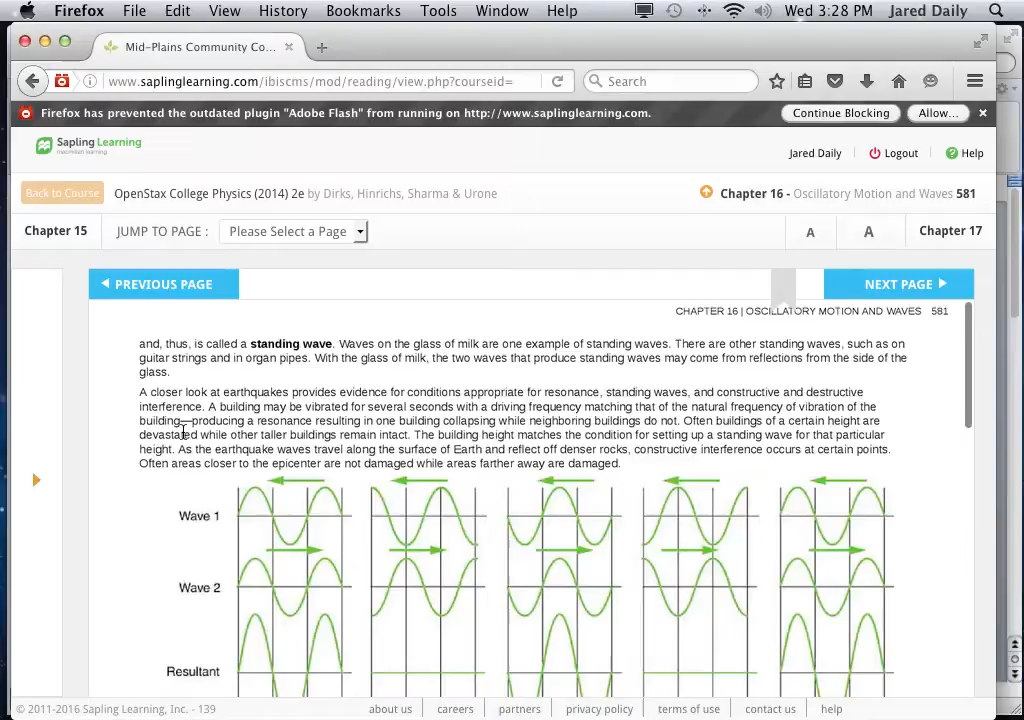 Firefox File Edit View History Bookmarks Tools Window Help Wed 3:28 PM Jared Daily
Mid-Plains Community Co...
www.saplinglearning.com/ibiscms/mod/reading/view.php?courseid= Search
Firefox has prevented the outdated plugin "Adobe Flash" from running on http://www.saplinglearning.com. Continue Blocking Allow...
Sapling Learning
macmillan learning
Jared Daily Logout Help
Back to Course OpenStax College Physics (2014) 2e by Dirks, Hinrichs, Sharma & Urone Chapter 16 - Oscillatory Motion and Waves 581
Chapter 15 JUMP TO PAGE : Please Select a Page A A Chapter 17
PREVIOUS PAGE NEXT PAGE
CHAPTER 16 | OSCILLATORY MOTION AND WAVES 581
and, thus, is called a standing wave. Waves on the glass of milk are one example of standing waves. There are other standing waves, such as on
guitar strings and in organ pipes. With the glass of milk, the two waves that produce standing waves may come from reflections from the side of the
glass.
A closer look at earthquakes provides evidence for conditions appropriate for resonance, standing waves, and constructive and destructive
interference. A building may be vibrated for several seconds with a driving frequency matching that of the natural frequency of vibration of the
building—producing a resonance resulting in one building collapsing while neighboring buildings do not. Often buildings of a certain height are
devastated while other taller buildings remain intact. The building height matches the condition for setting up a standing wave for that particular
height. As the earthquake waves travel along the surface of Earth and reflect off denser rocks, constructive interference occurs at certain points.
Often areas closer to the epicenter are not damaged while areas farther away are damaged.
Wave 1
Wave 2
Resultant
© 2011-2016 Sapling Learning, Inc. - 139 about us careers partners privacy policy terms of use contact us help